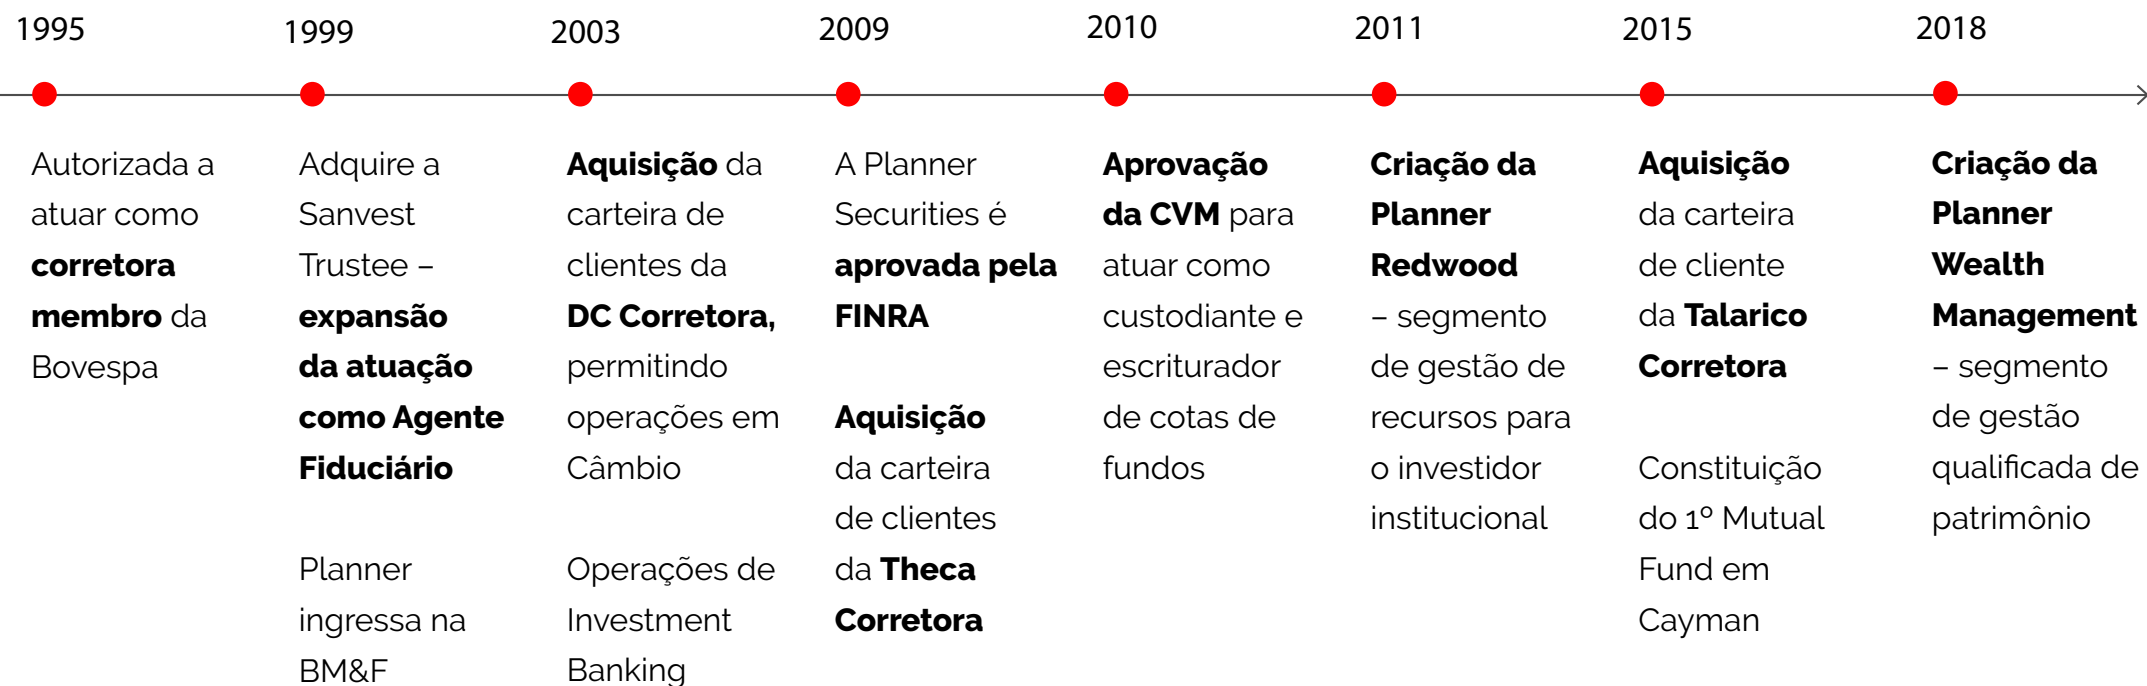 1995
Autorizada a
atuar como
corretora
membro da
Bovespa
1999
Adquire a
Sanvest
Trustee –
expansão
da atuação
como Agente
Fiduciário
Planner
ingressa na
BM&F
2003
Aquisição da
carteira de
clientes da
DC Corretora,
permitindo
operações em
Câmbio
Operações de
Investment
Banking
2009
A Planner
Securities é
aprovada pela
FINRA
Aquisição
da carteira
de clientes
da Theca
Corretora
2010
Aprovação
da CVM para
atuar como
custodiante e
escriturador
de cotas de
fundos
2011
Criação da
Planner
Redwood
– segmento
de gestão de
recursos para
o investidor
institucional
2015
Aquisição
da carteira
de cliente
da Talarico
Corretora
Constituição
do 1º Mutual
Fund em
Cayman
2018
Criação da
Planner
Wealth
Management
– segmento
de gestão
qualificada de
patrimônio